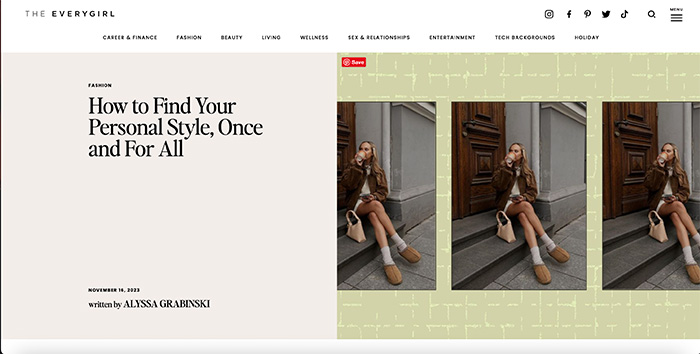 THE EVERYGIRL
MENU
CAREER & FINANCE FASHION BEAUTY LIVING WELLNESS SEX & RELATIONSHIPS ENTERTAINMENT TECH BACKGROUNDS HOLIDAY
Save
FASHION
How to Find Your
Personal Style, Once
and For All
NOVEMBER 16, 2023
written by ALYSSA GRABINSKI